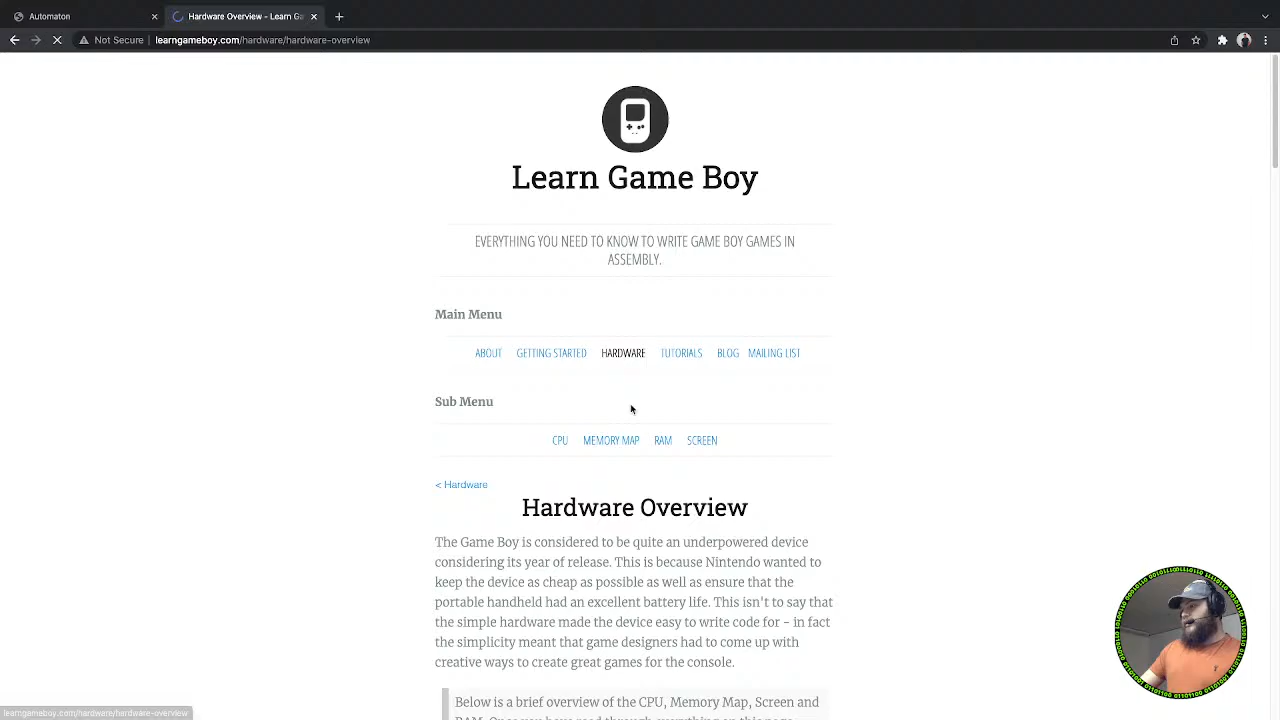 Automaton
Hardware Overview - Learn Ga
Not Secure
learngameboy.com/hardware/hardware-overview
Learn Game Boy
EVERYTHING YOU NEED TO KNOW TO WRITE GAME BOY GAMES IN
ASSEMBLY.
Main Menu
ABOUT GETTING STARTED HARDWARE TUTORIALS BLOG MAILING LIST
Sub Menu
CPU MEMORY MAP RAM SCREEN
< Hardware
Hardware Overview
The Game Boy is considered to be quite an underpowered device
considering its year of release. This is because Nintendo wanted to
keep the device as cheap as possible as well as ensure that the
portable handheld had an excellent battery life. This isn't to say that
the simple hardware made the device easy to write code for - in fact
the simplicity meant that game designers had to come up with
creative ways to create great games for the console.
Below is a brief overview of the CPU, Memory Map, Screen and
learngameboy.com/hardware/hardware-overview